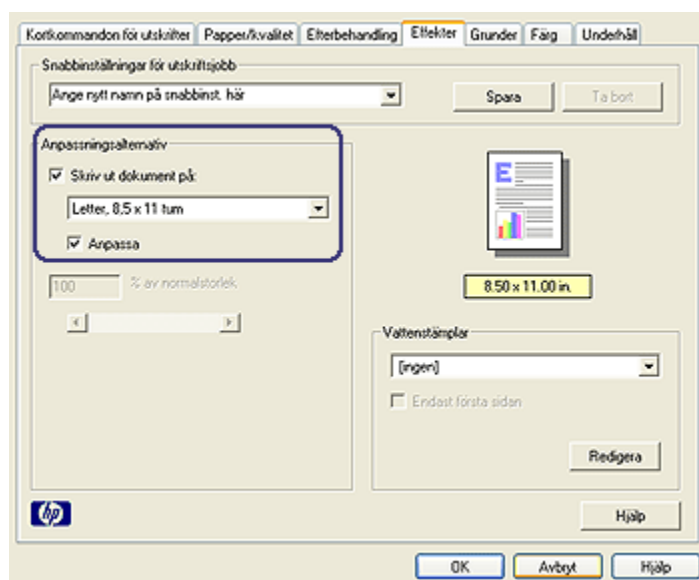 Kortkommandon för utskrifter Papper/kvalitet Efterbehandling Effekter Grunder Färg Underhåll
Snabbinställningar för utskriftsjobb
Ange nytt namn på snabbinst. här
Spara
Ta bort
Anpassningsalternativ
Skriv ut dokument på:
Letter, 8,5 x 11 tum
Anpassa
100 % av normalstorlek
E
8.50 x 11.00 in.
Vattenstämplar
[ingen]
Endast första sidan
Redigera
hp
Hjälp
OK Avbryt Hjälp